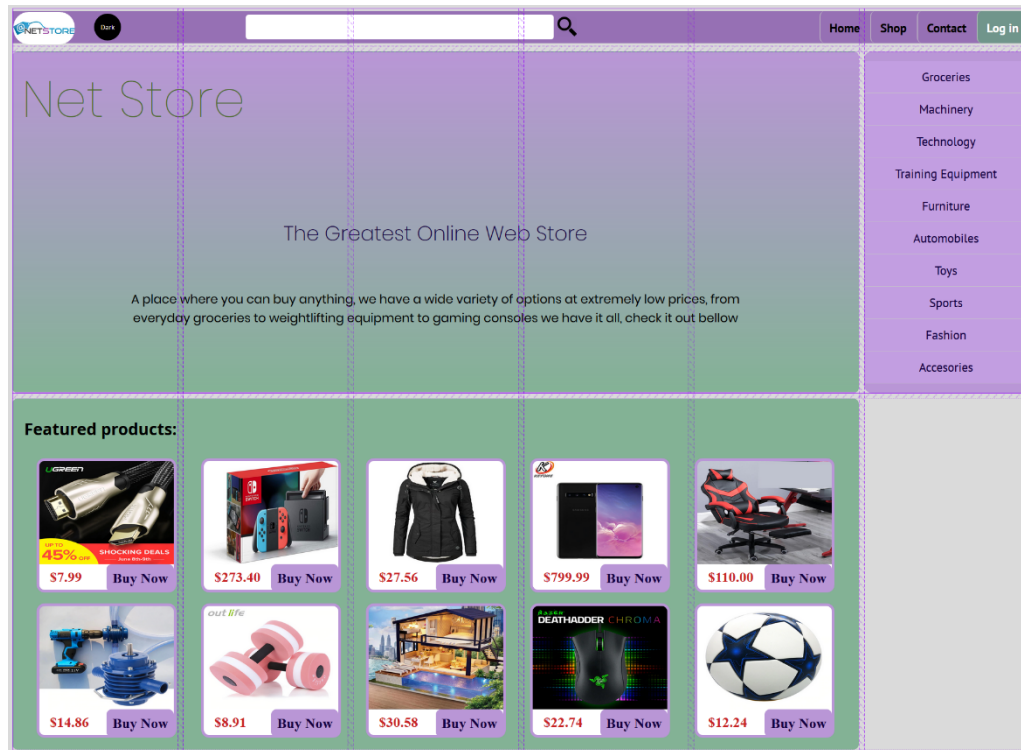 NETSTORE
Dark
Home
Shop
Contact
Log in
Net Store
The Greatest Online Web Store
A place where you can buy anything, we have a wide variety of options at extremely low prices, from
everyday groceries to weightlifting equipment to gaming consoles we have it all, check it out bellow
Groceries
Machinery
Technology
Training Equipment
Furniture
Automobiles
Toys
Sports
Fashion
Accesories
Featured products:
UGREEN
UP TO
45% OFF
SHOCKING DEALS
June 8th-9th
$7.99 Buy Now
$273.40 Buy Now
$27.56 Buy Now
$799.99 Buy Now
$110.00 Buy Now
out life
RAZER
DEATHADDER CHROMA
$14.86 Buy Now
$8.91 Buy Now
$30.58 Buy Now
$22.74 Buy Now
$12.24 Buy Now